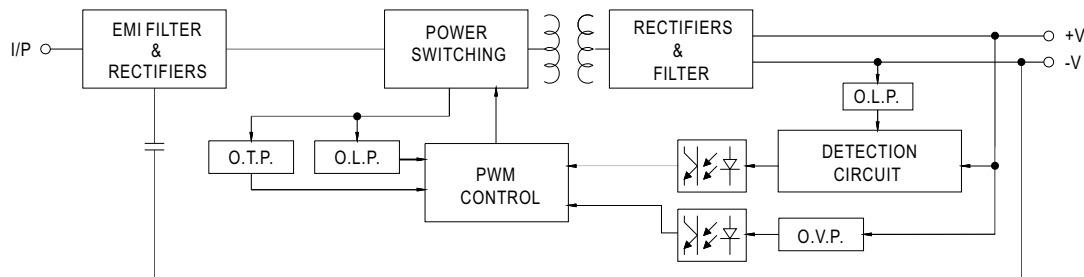 I/P
EMI FILTER
&
RECTIFIERS
POWER
SWITCHING
RECTIFIERS
&
FILTER
+V
-V
O.L.P.
O.T.P.
O.L.P.
PWM
CONTROL
DETECTION
CIRCUIT
O.V.P.